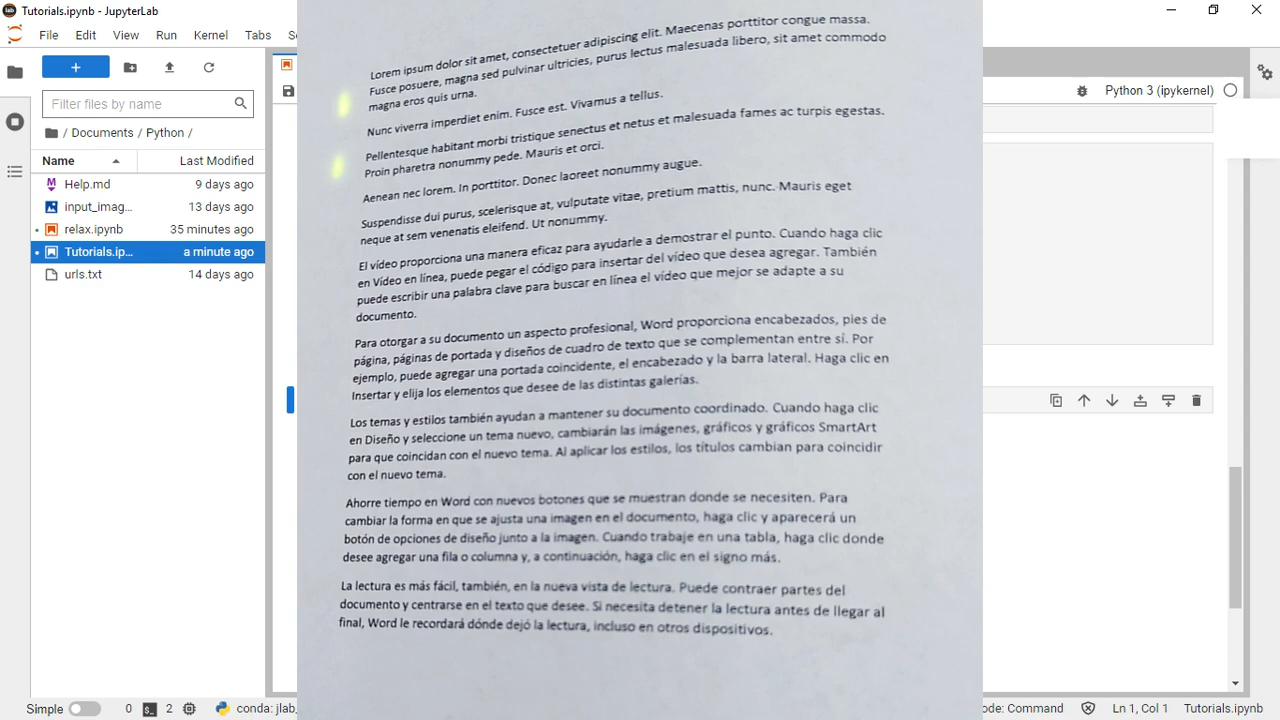 Tutorials.ipynb - JupyterLab
File Edit View Run Kernel Tabs
Filter files by name
/ Documents / Python /
Name Last Modified
Help.md 9 days ago
input_imag... 13 days ago
relax.ipynb 35 minutes ago
Tutorials.ip... a minute ago
urls.txt 14 days ago
Simple 0 2 conda: jlab_
Lorem ipsum dolor sit amet, consectetuer adipiscing elit. Maecenas porttitor congue massa.
Fusce posuere, magna sed pulvinar ultricies, purus lectus malesuada libero, sit amet commodo
magna eros quis urna.
Nunc viverra imperdiet enim. Fusce est. Vivamus a tellus.
Pellentesque habitant morbi tristique senectus et netus et malesuada fames ac turpis egestas.
Proin pharetra nonummy pede. Mauris et orci.
Aenean nec lorem. In porttitor. Donec laoreet nonummy augue.
Suspendisse dui purus, scelerisque at, vulputate vitae, pretium mattis, nunc. Mauris eget
neque at sem venenatis eleifend. Ut nonummy.
El vídeo proporciona una manera eficaz para ayudarle a demostrar el punto. Cuando haga clic
en Vídeo en línea, puede pegar el código para insertar del vídeo que desea agregar. También
puede escribir una palabra clave para buscar en línea el vídeo que mejor se adapte a su
documento.
Para otorgar a su documento un aspecto profesional, Word proporciona encabezados, pies de
página, páginas de portada y diseños de cuadro de texto que se complementan entre sí. Por
ejemplo, puede agregar una portada coincidente, el encabezado y la barra lateral. Haga clic en
Insertar y elija los elementos que desee de las distintas galerías.
Los temas y estilos también ayudan a mantener su documento coordinado. Cuando haga clic
en Diseño y seleccione un tema nuevo, cambiarán las imágenes, gráficos y gráficos SmartArt
para que coincidan con el nuevo tema. Al aplicar los estilos, los títulos cambian para coincidir
con el nuevo tema.
Ahorre tiempo en Word con nuevos botones que se muestran donde se necesiten. Para
cambiar la forma en que se ajusta una imagen en el documento, haga clic y aparecerá un
botón de opciones de diseño junto a la imagen. Cuando trabaje en una tabla, haga clic donde
desee agregar una fila o columna y, a continuación, haga clic en el signo más.
La lectura es más fácil, también, en la nueva vista de lectura. Puede contraer partes del
documento y centrarse en el texto que desee. Si necesita detener la lectura antes de llegar al
final, Word le recordará dónde dejó la lectura, incluso en otros dispositivos.
Python 3 (ipykernel)
ode: Command Ln 1, Col 1 Tutorials.ipynb